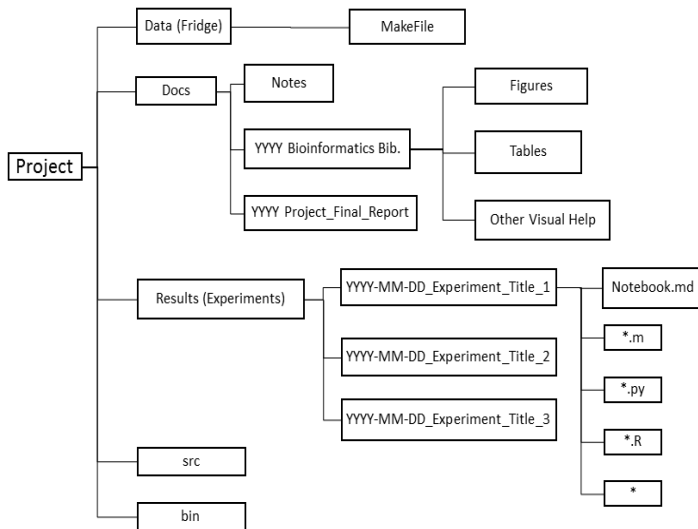 Data (Fridge)
MakeFile
Docs
Notes
Figures
YYYY Bioinformatics Bib.
Tables
Project
YYYY Project_Final_Report
Other Visual Help
Results (Experiments)
YYYY-MM-DD_Experiment_Title_1
Notebook.md
*.m
YYYY-MM-DD_Experiment_Title_2
*.py
YYYY-MM-DD_Experiment_Title_3
*.R
src
*
bin